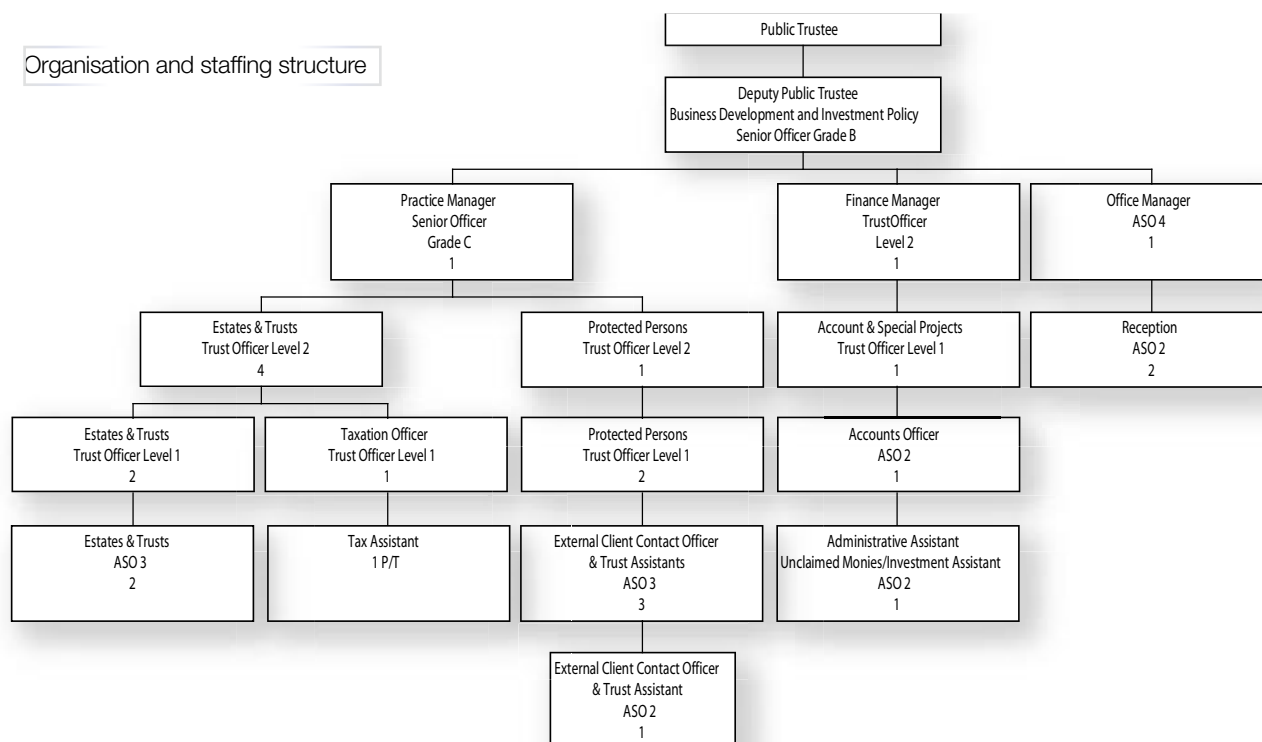 Organisation and staffing structure
Public Trustee
Deputy Public Trustee
Business Development and Investment Policy
Senior Officer Grade B
Practice Manager
Senior Officer
Grade C
1
Finance Manager
TrustOfficer
Level 2
1
Office Manager
ASO 4
1
Estates & Trusts
Trust Officer Level 2
4
Protected Persons
Trust Officer Level 2
1
Account & Special Projects
Trust Officer Level 1
1
Reception
ASO 2
2
Estates & Trusts
Trust Officer Level 1
2
Taxation Officer
Trust Officer Level 1
1
Protected Persons
Trust Officer Level 1
2
Accounts Officer
ASO 2
1
Estates & Trusts
ASO 3
2
Tax Assistant
1 P/T
External Client Contact Officer
& Trust Assistants
ASO 3
3
Administrative Assistant
Unclaimed Monies/Investment Assistant
ASO 2
1
External Client Contact Officer
& Trust Assistant
ASO 2
1